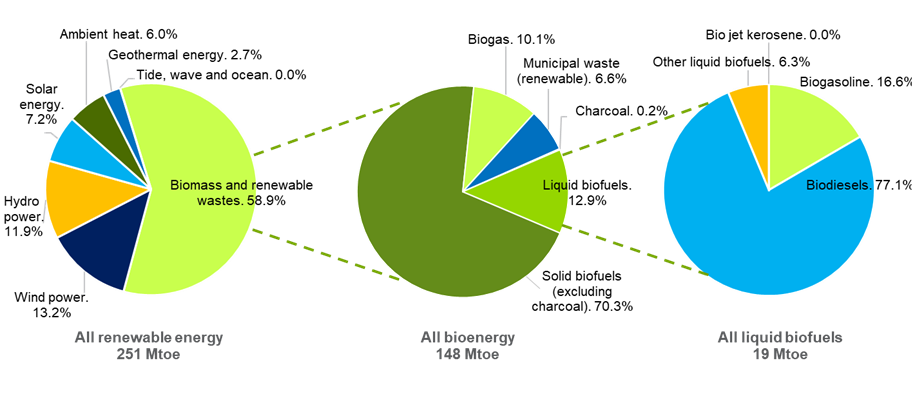 Ambient heat. 6.0%
Geothermal energy. 2.7%
Tide, wave and ocean. 0.0%
Solar
energy.
7.2%
Biomass and renewable
wastes. 58.9%
Hydro
power.
11.9%
Wind power.
13.2%
All renewable energy
251 Mtoe
Biogas. 10.1%
Municipal waste
(renewable). 6.6%
Charcoal. 0.2%
Liquid biofuels.
12.9%
Solid biofuels
(excluding
charcoal). 70.3%
All bioenergy
148 Mtoe
Bio jet kerosene. 0.0%
Other liquid biofuels. 6.3%
Biogasoline. 16.6%
Biodiesels. 77.1%
All liquid biofuels
19 Mtoe